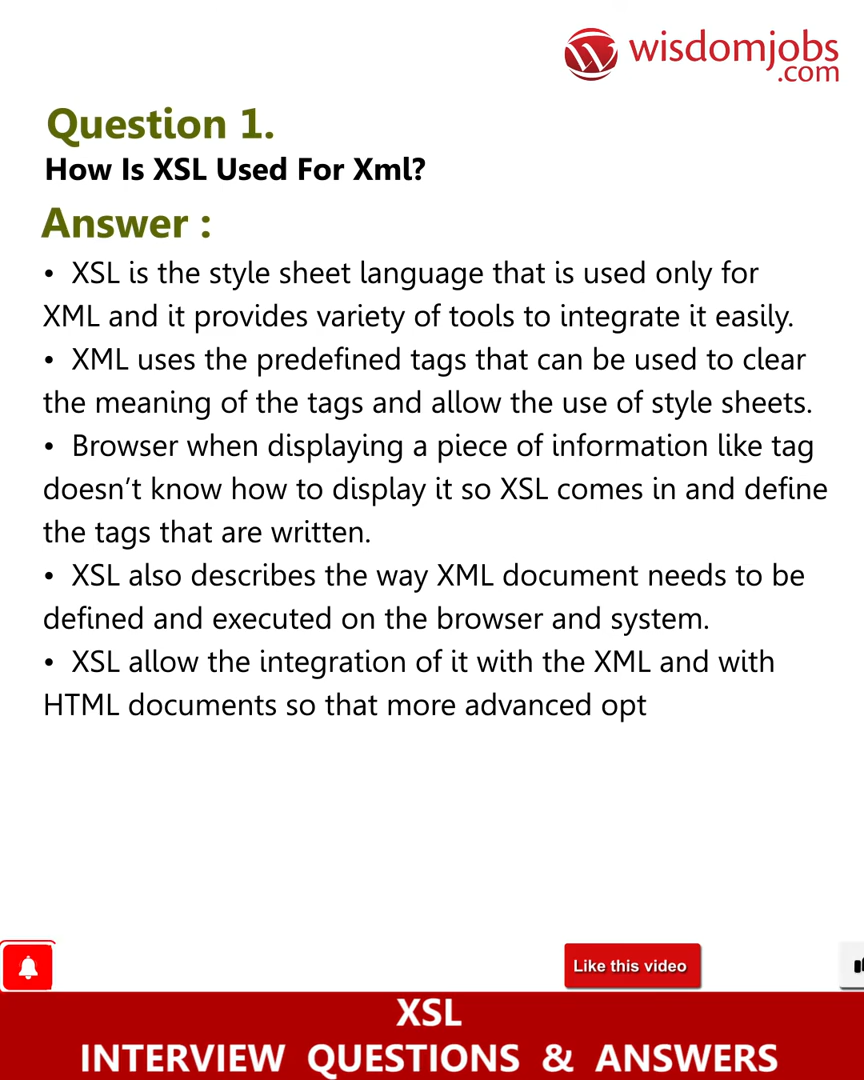 wisdomjobs
.com
Question 1.
How Is XSL Used For Xml?
Answer :
• XSL is the style sheet language that is used only for
XML and it provides variety of tools to integrate it easily.
• XML uses the predefined tags that can be used to clear
the meaning of the tags and allow the use of style sheets.
• Browser when displaying a piece of information like tag
doesn’t know how to display it so XSL comes in and define
the tags that are written.
• XSL also describes the way XML document needs to be
defined and executed on the browser and system.
• XSL allow the integration of it with the XML and with
HTML documents so that more advanced opt
Like this video
XSL
INTERVIEW QUESTIONS & ANSWERS